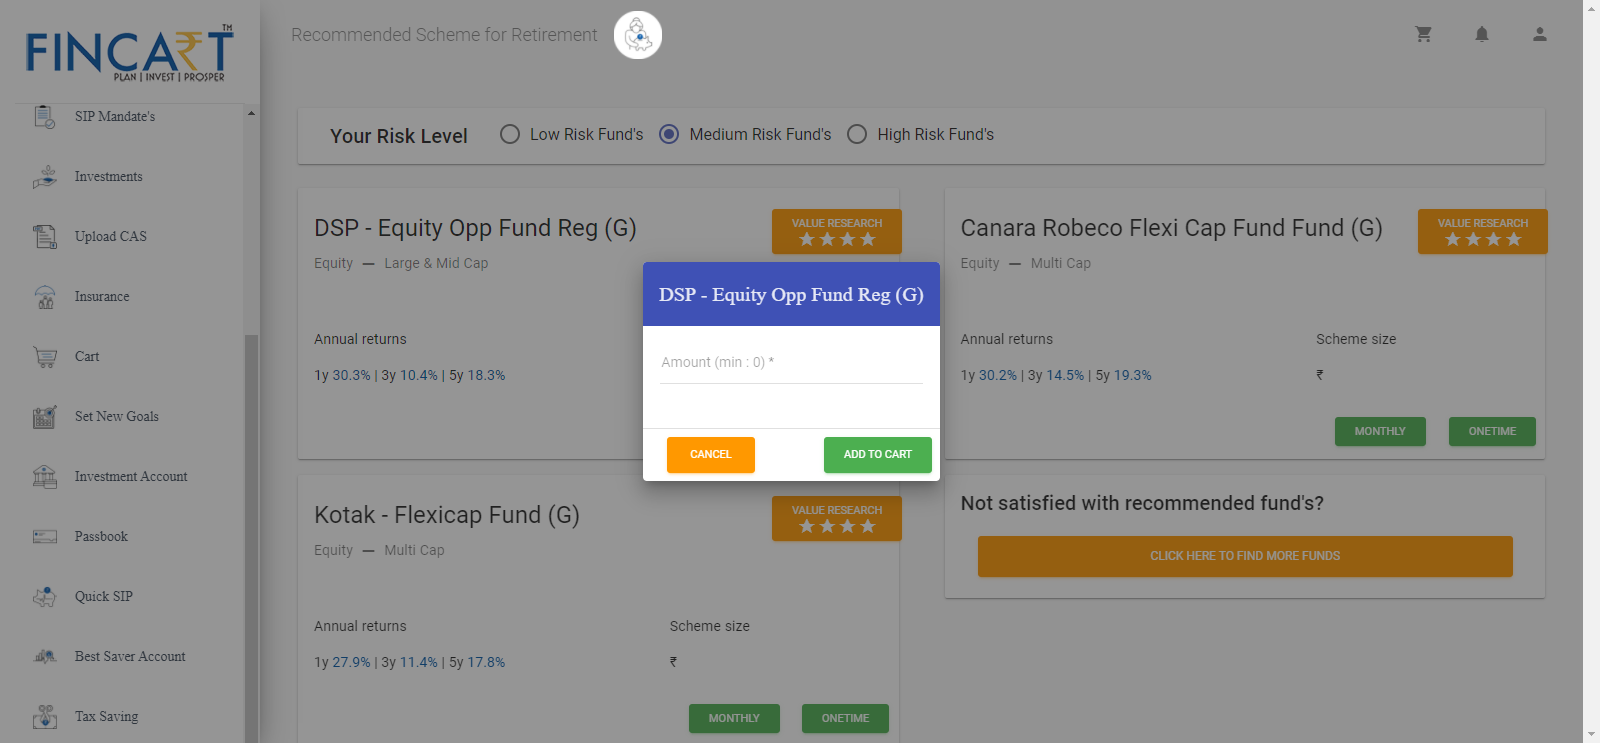 FINCART TM
PLAN | INVEST | PROSPER
SIP Mandate's
Investments
Upload CAS
Insurance
Cart
Set New Goals
Investment Account
Passbook
Quick SIP
Best Saver Account
Tax Saving
Recommended Scheme for Retirement
Your Risk Level
Low Risk Fund's
Medium Risk Fund's
High Risk Fund's
DSP - Equity Opp Fund Reg (G)
VALUE RESEARCH
Equity — Large & Mid Cap
Annual returns
1y 30.3% | 3y 10.4% | 5y 18.3%
Canara Robeco Flexi Cap Fund Fund (G)
VALUE RESEARCH
Equity — Multi Cap
Annual returns
Scheme size
1y 30.2% | 3y 14.5% | 5y 19.3%
₹
MONTHLY
ONETIME
DSP - Equity Opp Fund Reg (G)
Amount (min : 0) *
CANCEL
ADD TO CART
Kotak - Flexicap Fund (G)
VALUE RESEARCH
Equity — Multi Cap
Annual returns
Scheme size
1y 27.9% | 3y 11.4% | 5y 17.8%
₹
MONTHLY
ONETIME
Not satisfied with recommended fund's?
CLICK HERE TO FIND MORE FUNDS